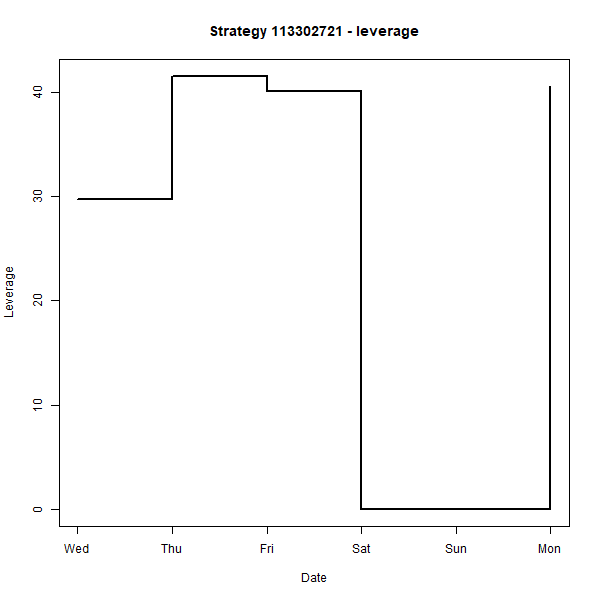 Strategy 113302721 - leverage
Leverage
40
30
20
10
0
Wed Thu Fri Sat Sun Mon
Date